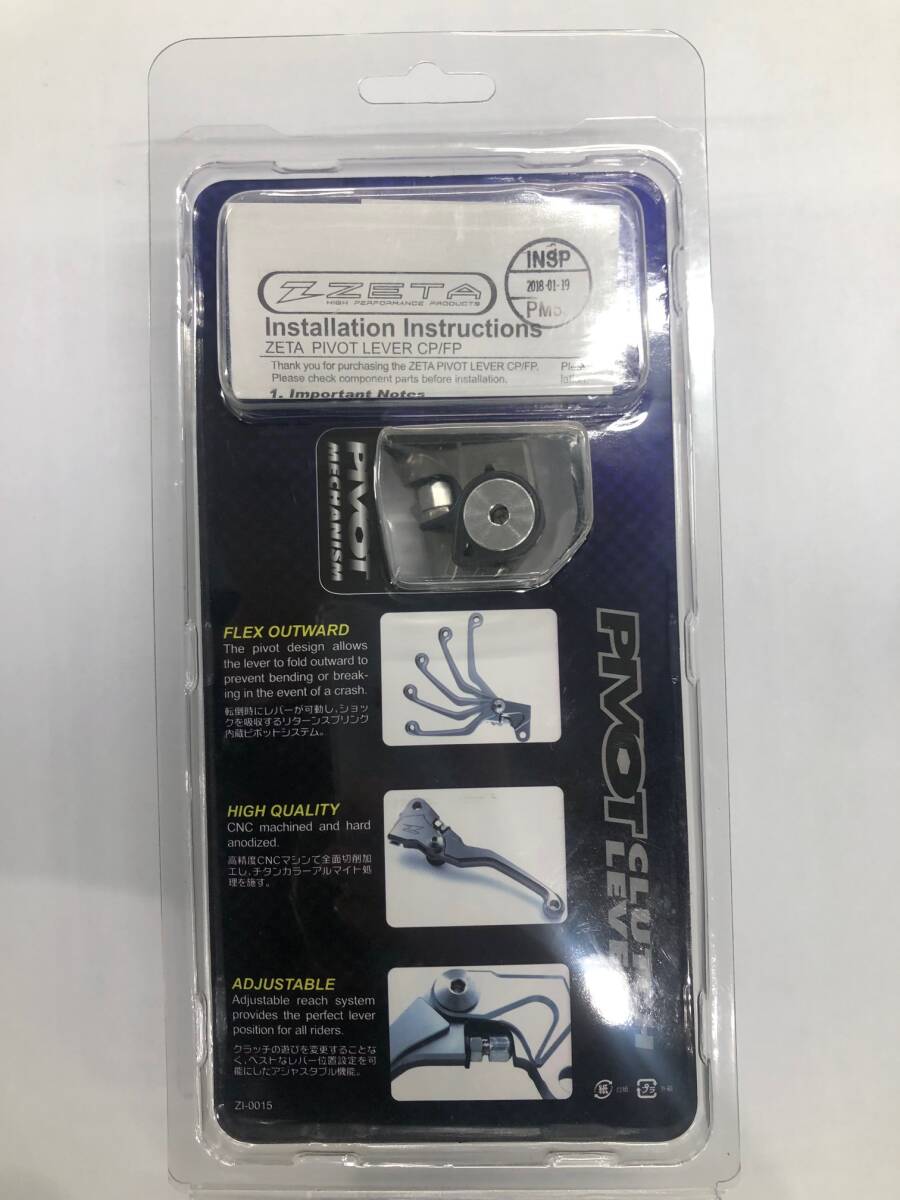 ZETA
HIGH PERFORMANCE PRODUCTS
INSP
2018-01-19
Installation Instructions
ZETA PIVOT LEVER CP/FP
Thank you for purchasing the ZETA PIVOT LEVER CP/FP.
Please check component parts before installation.
1. Important Notes
PIVOT
MECHANISM
FLEX OUTWARD
The pivot design allows
the lever to fold outward to
prevent bending or break-
ing in the event of a crash.
転倒時にレバーが可動し、ショッ
クを吸収するリターンスプリング
内蔵ピボットシステム。
HIGH QUALITY
CNC machined and hard
anodized.
高精度CNCマシンで全面切削加
工し、チタンカラーアルマイト処
理を施す。
ADJUSTABLE
Adjustable reach system
provides the perfect lever
position for all riders.
クラッチの遊びを変更することな
く、ベストなレバー位置設定を可
能にしたアジャスタブル機能。
ZI-0015
PIVOT CLUTCH
LEVER
紙
プラ